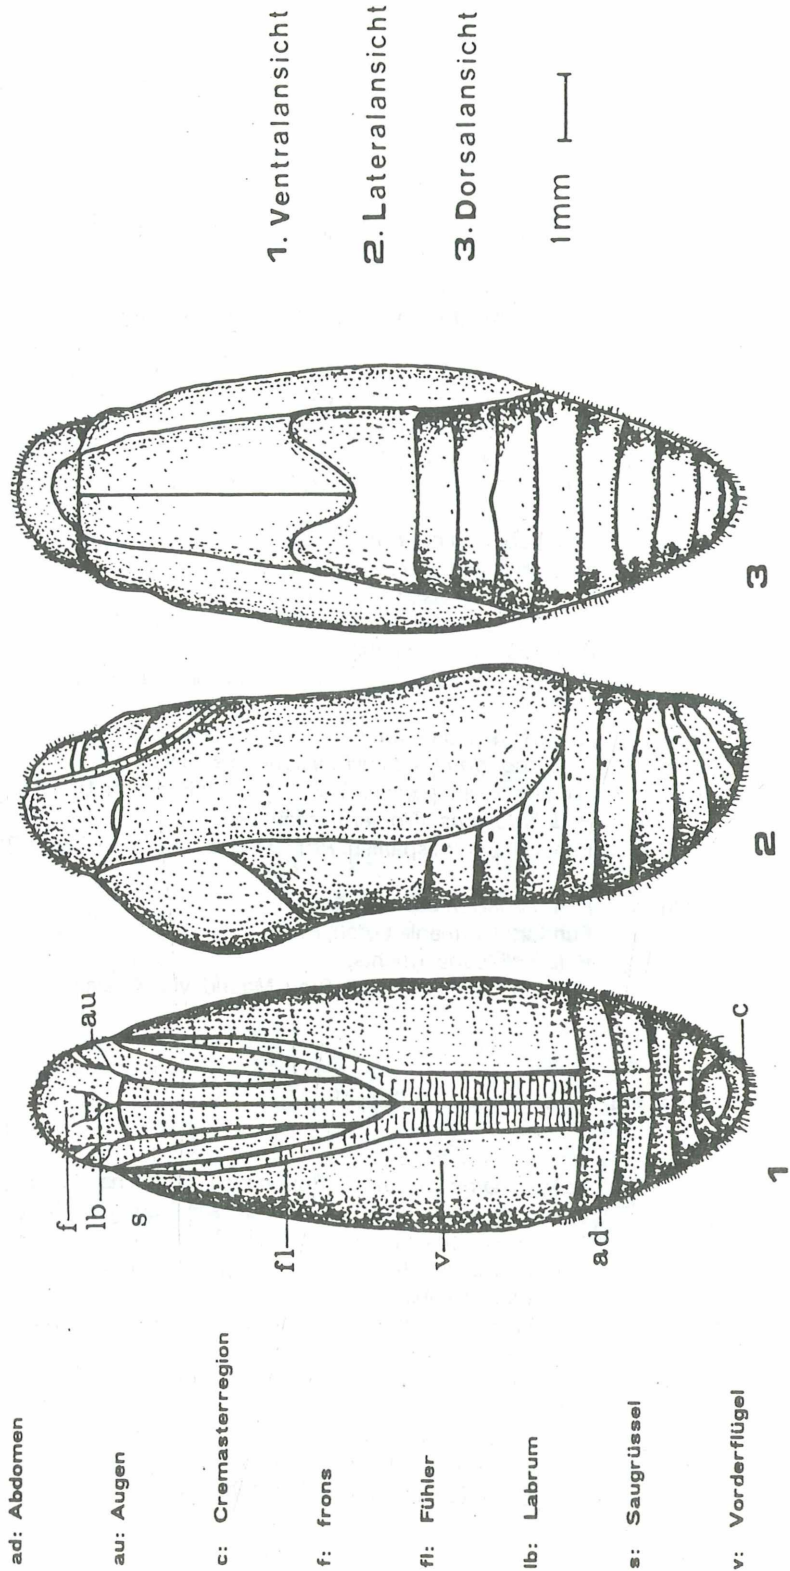 ad: Abdomen
au: Augen
c: Cremasterregion
f: frons
fl: Fühler
lb: Labrum
s: Saugrüssel
v: Vorderflügel
f
lb
s
au
fl
v
ad
c
1
2
3
1. Ventralansicht
2. Lateralansicht
3. Dorsalansicht
1mm